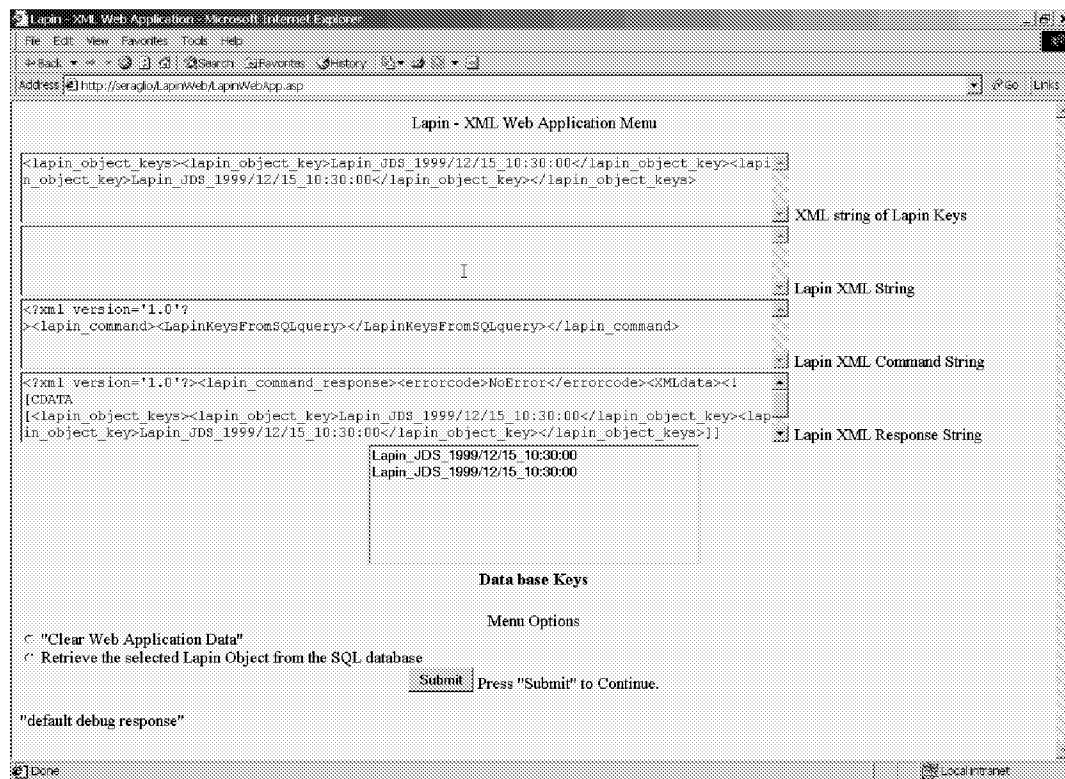 Lapin - XML Web Application - Microsoft Internet Explorer
File Edit View Favorites Tools Help
Back Search Favorites History
Address http://seraglio/LapinWeb/LapinWebApp.asp Go Links
Lapin - XML Web Application Menu
<lapin_object_keys><lapin_object_key>Lapin_JDS_1999/12/15_10:30:00</lapin_object_key><lapi
n_object_key>Lapin_JDS_1999/12/15_10:30:00</lapin_object_key></lapin_object_keys>
XML string of Lapin Keys
Lapin XML String
<?xml version='1.0'?
><lapin_command><LapinKeysFromSQLquery></LapinKeysFromSQLquery></lapin_command>
Lapin XML Command String
<?xml version='1.0'?><lapin_command_response><errorcode>NoError</errorcode><XMLdata><!
[CDATA
[<lapin_object_keys><lapin_object_key>Lapin_JDS_1999/12/15_10:30:00</lapin_object_key><lap
in_object_key>Lapin_JDS_1999/12/15_10:30:00</lapin_object_key></lapin_object_keys>]]
Lapin XML Response String
Lapin_JDS_1999/12/15_10:30:00
Lapin_JDS_1999/12/15_10:30:00
Data base Keys
Menu Options
"Clear Web Application Data"
Retrieve the selected Lapin Object from the SQL database
Submit Press "Submit" to Continue.
"default debug response"
Done Local intranet